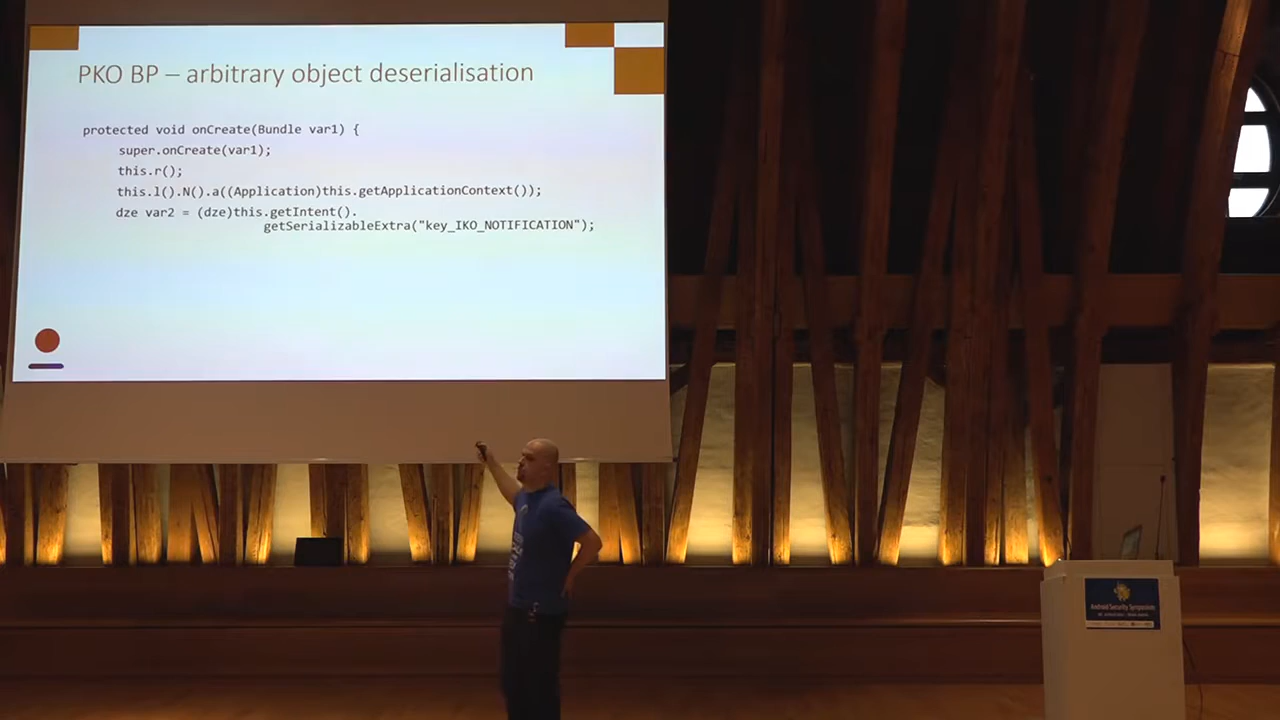 PKO BP – arbitrary object deserialisation
protected void onCreate(Bundle var1) {
super.onCreate(var1);
this.r();
this.l().N().a((Application)this.getApplicationContext());
dze var2 = (dze)this.getIntent().
getSerializableExtra("key_IKO_NOTIFICATION");
Android Security Symposium